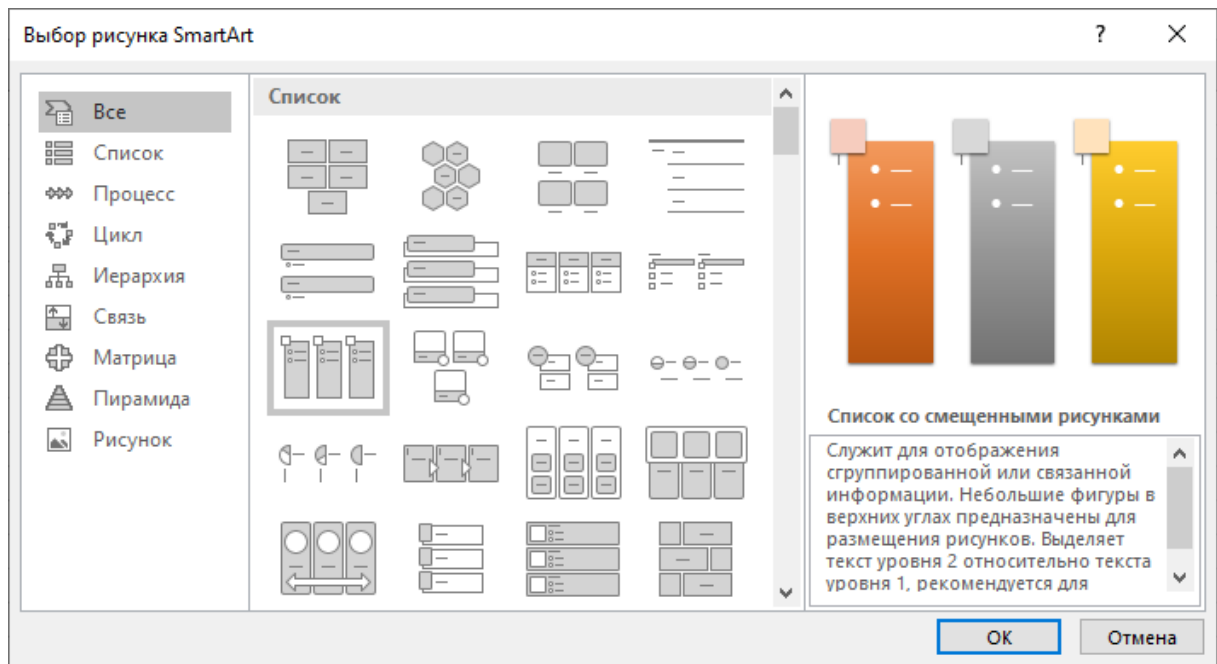 Выбор рисунка SmartArt
?
Все
Список
Процесс
Цикл
Иерархия
Связь
Матрица
Пирамида
Рисунок
Список
Список со смещенными рисунками
Служит для отображения
сгруппированной или связанной
информации. Небольшие фигуры в
верхних углах предназначены для
размещения рисунков. Выделяет
текст уровня 2 относительно текста
уровня 1, рекомендуется для
ОК
Отмена